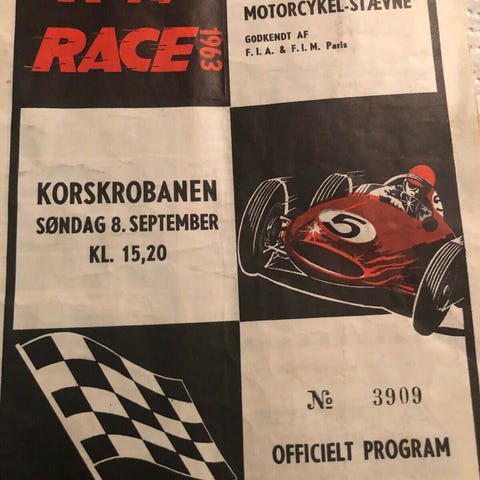 RACE
1963
MOTORCYKEL-STÆVNE
GODKENDT AF
F.I.A. & F.I.M. Paris
KORSKROBANEN
SØNDAG 8. SEPTEMBER
KL. 15,20
5
№ 3909
OFFICIELT PROGRAM